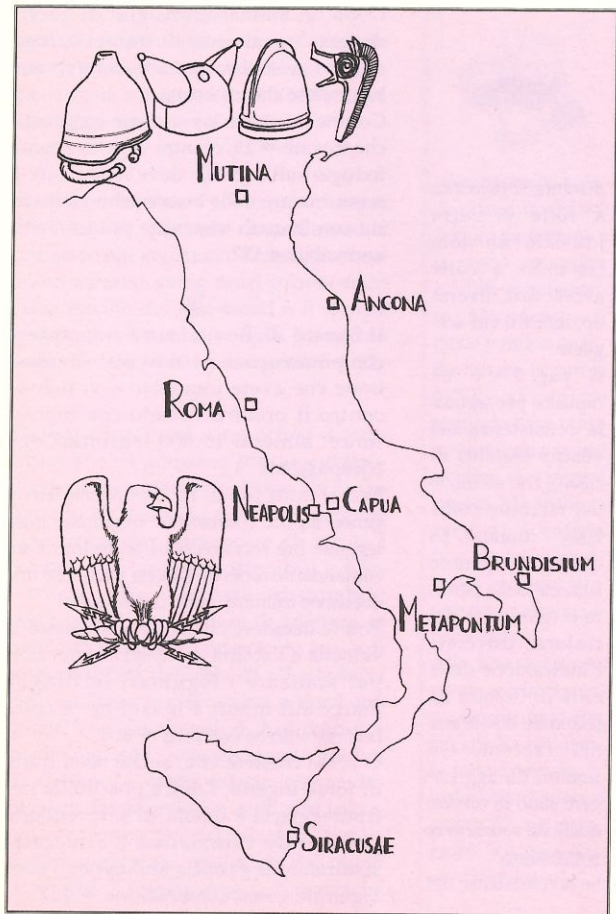 MUTINA
ANCONA
ROMA
NEAPOLIS CAPUA
BRUNDISIUM
METAPONTUM
SIRACUSAE